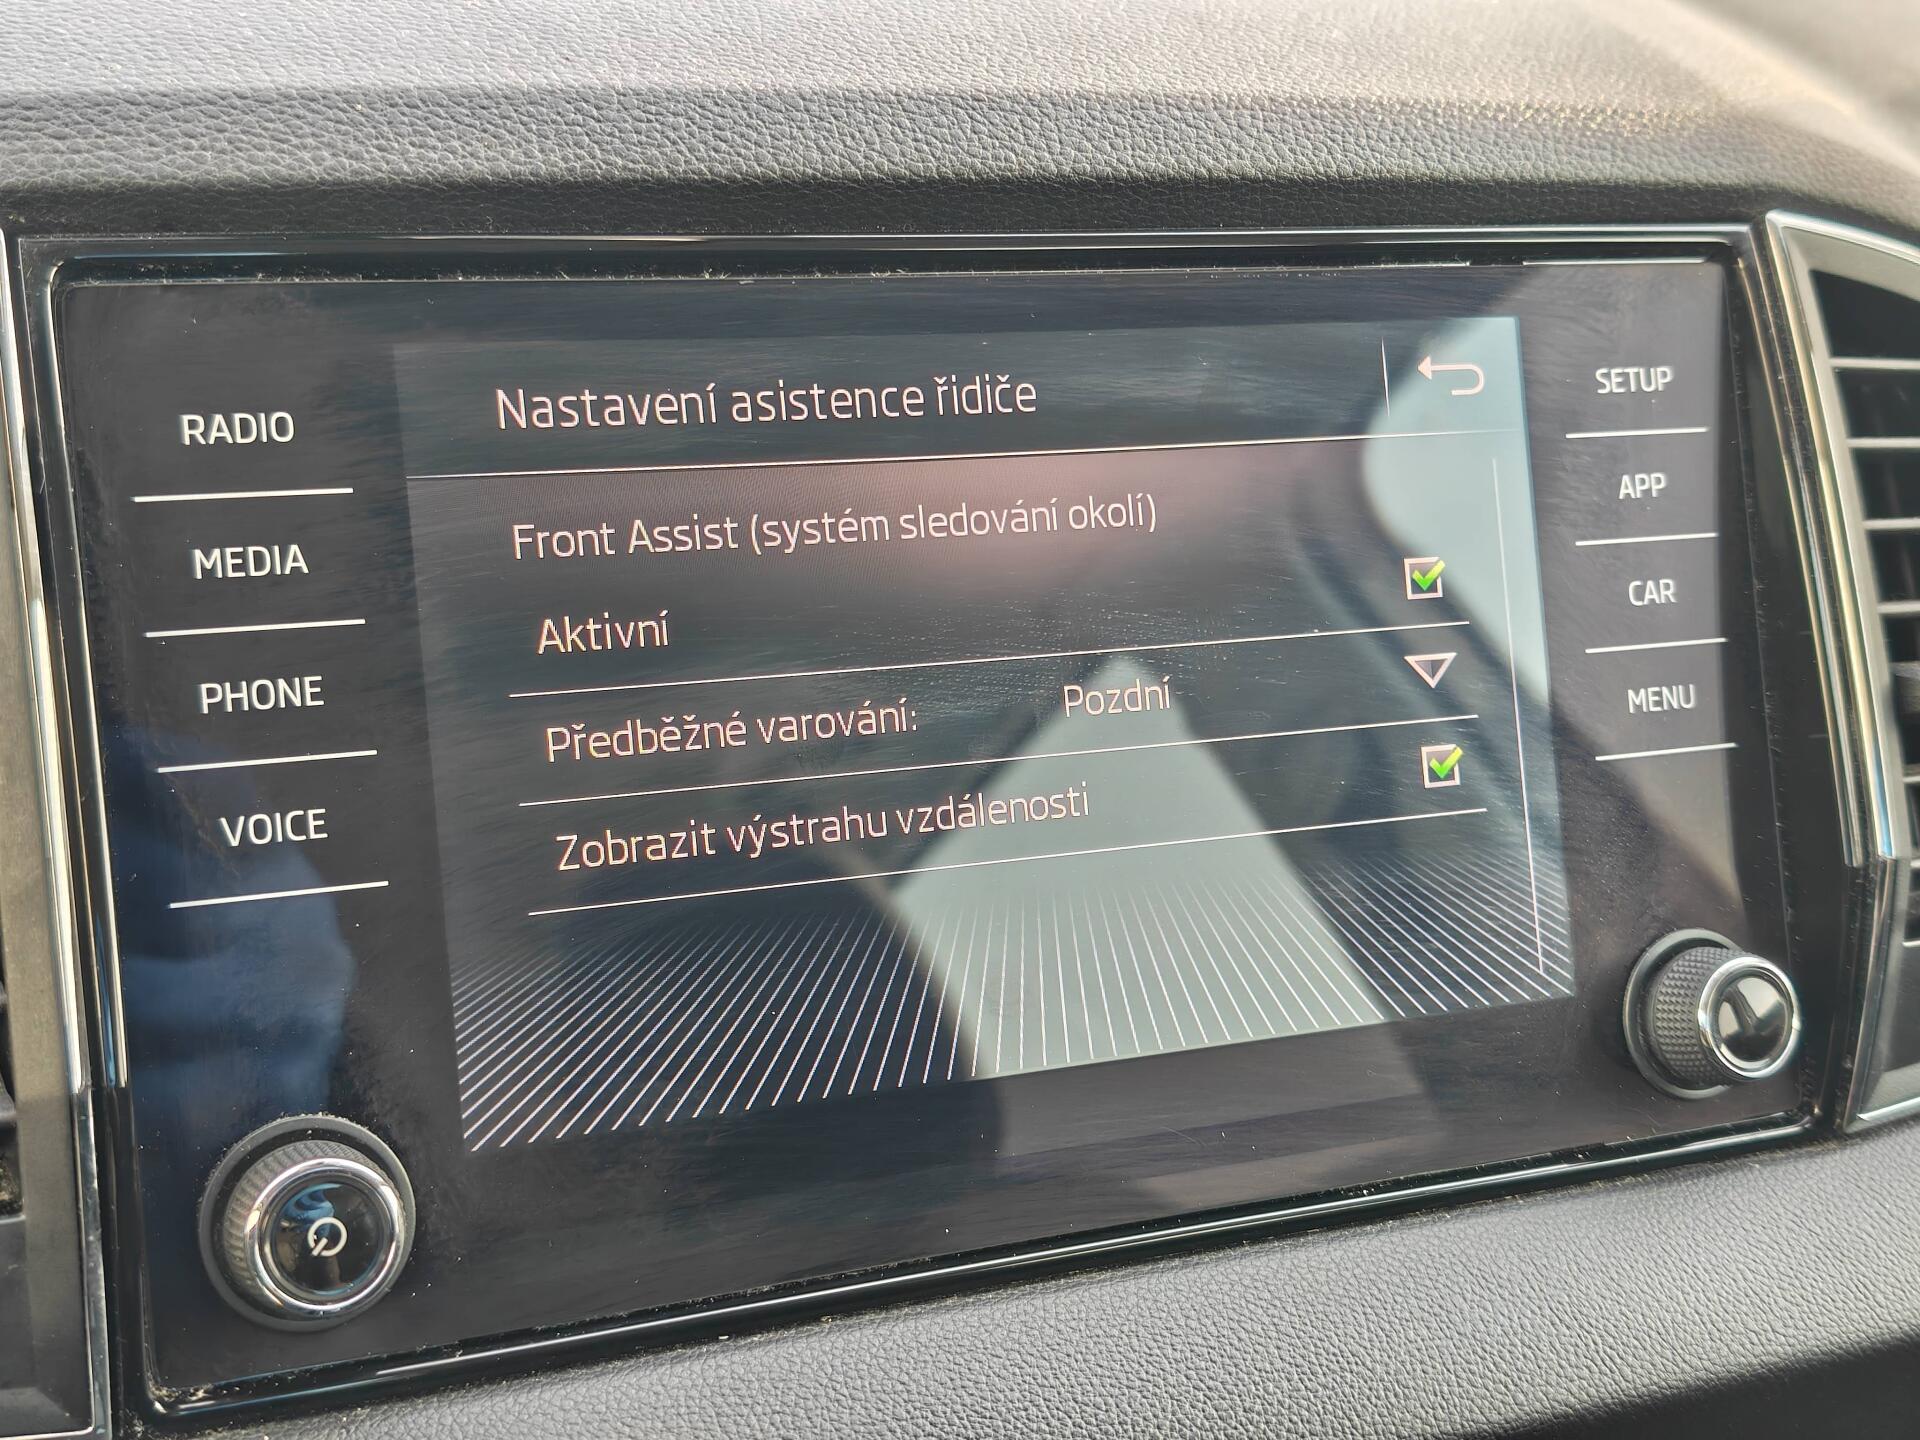 Nastavení asistence řidiče
Front Assist (systém sledování okolí)
Aktivní
Předběžné varování: Pozdní
Zobrazit výstrahu vzdálenosti
RADIO
MEDIA
PHONE
VOICE
SETUP
APP
CAR
MENU